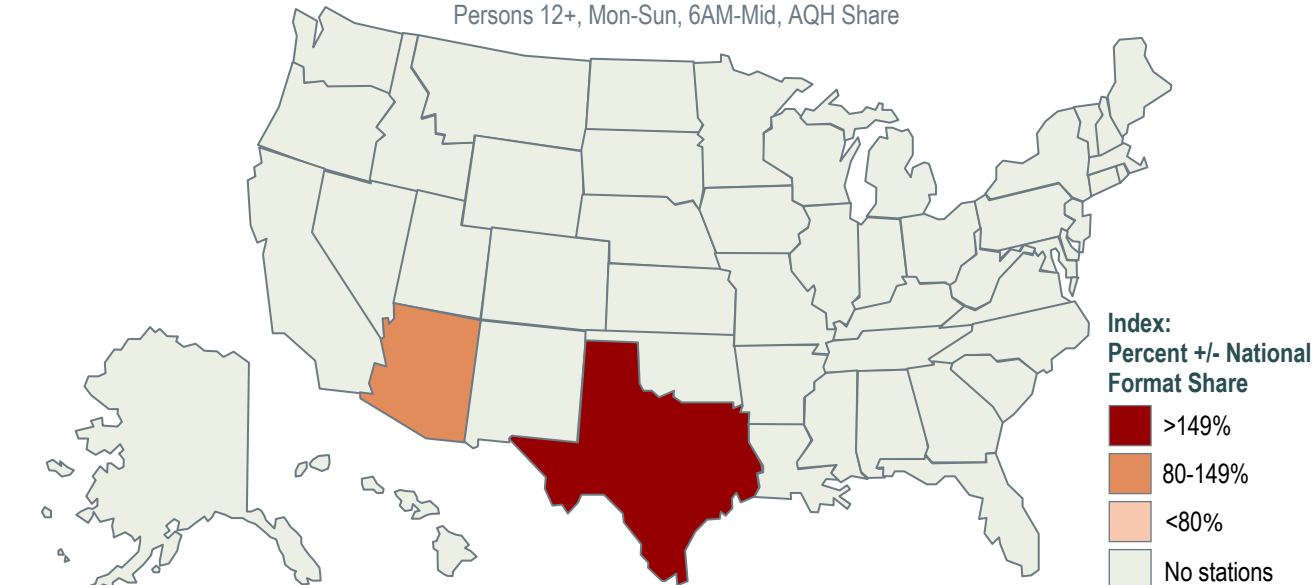 Persons 12+, Mon-Sun, 6AM-Mid, AQH Share
Index:
Percent +/- National
Format Share
>149%
80-149%
<80%
No stations